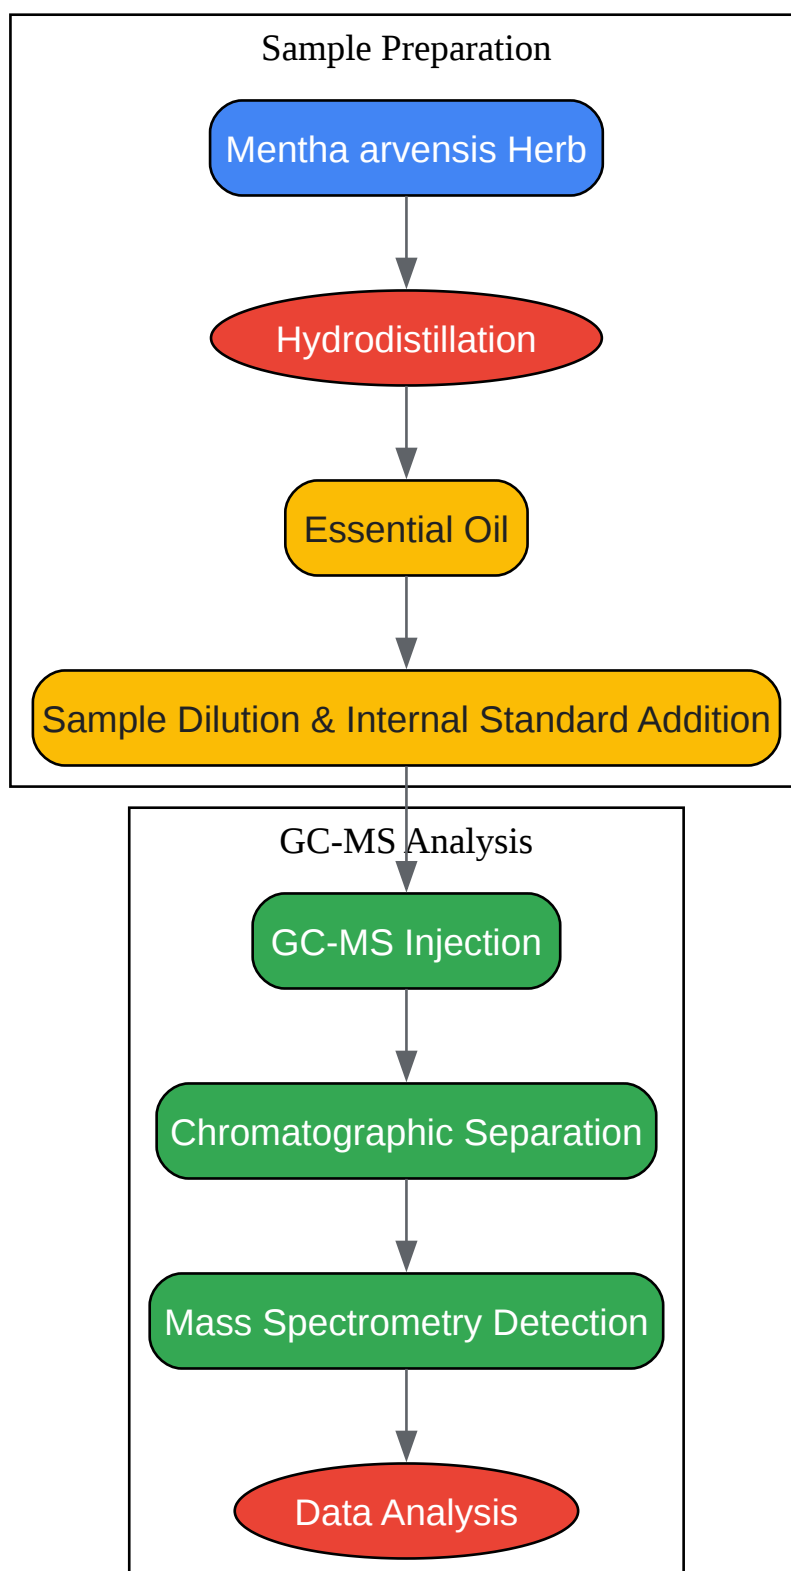 Sample Preparation
Mentha arvensis Herb
Hydrodistillation
Essential Oil
Sample Dilution & Internal Standard Addition
GC-MS Analysis
GC-MS Injection
Chromatographic Separation
Mass Spectrometry Detection
Data Analysis